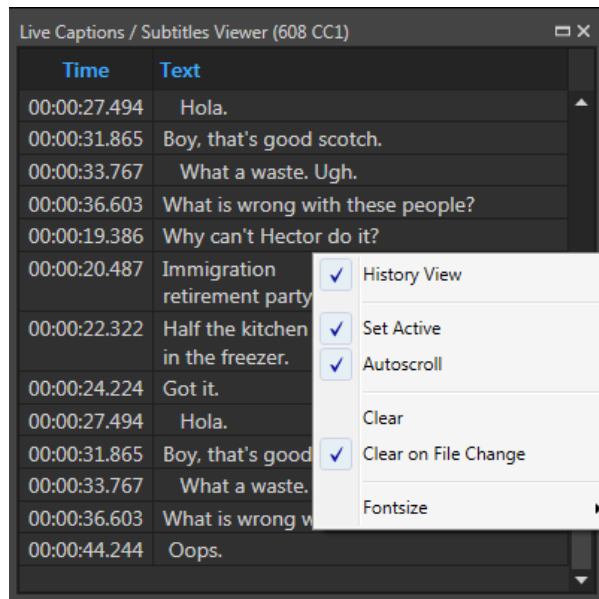 Live Captions / Subtitles Viewer (608 CC1)
Time Text
00:00:27.494 Hola.
00:00:31.865 Boy, that's good scotch.
00:00:33.767 What a waste. Ugh.
00:00:36.603 What is wrong with these people?
00:00:19.386 Why can't Hector do it?
00:00:20.487 Immigration
retirement party
00:00:22.322 Half the kitchen
in the freezer.
00:00:24.224 Got it.
00:00:27.494 Hola.
00:00:31.865 Boy, that's good
00:00:33.767 What a waste.
00:00:36.603 What is wrong w
00:00:44.244 Oops.
History View
Set Active
Autoscroll
Clear
Clear on File Change
Fontsize